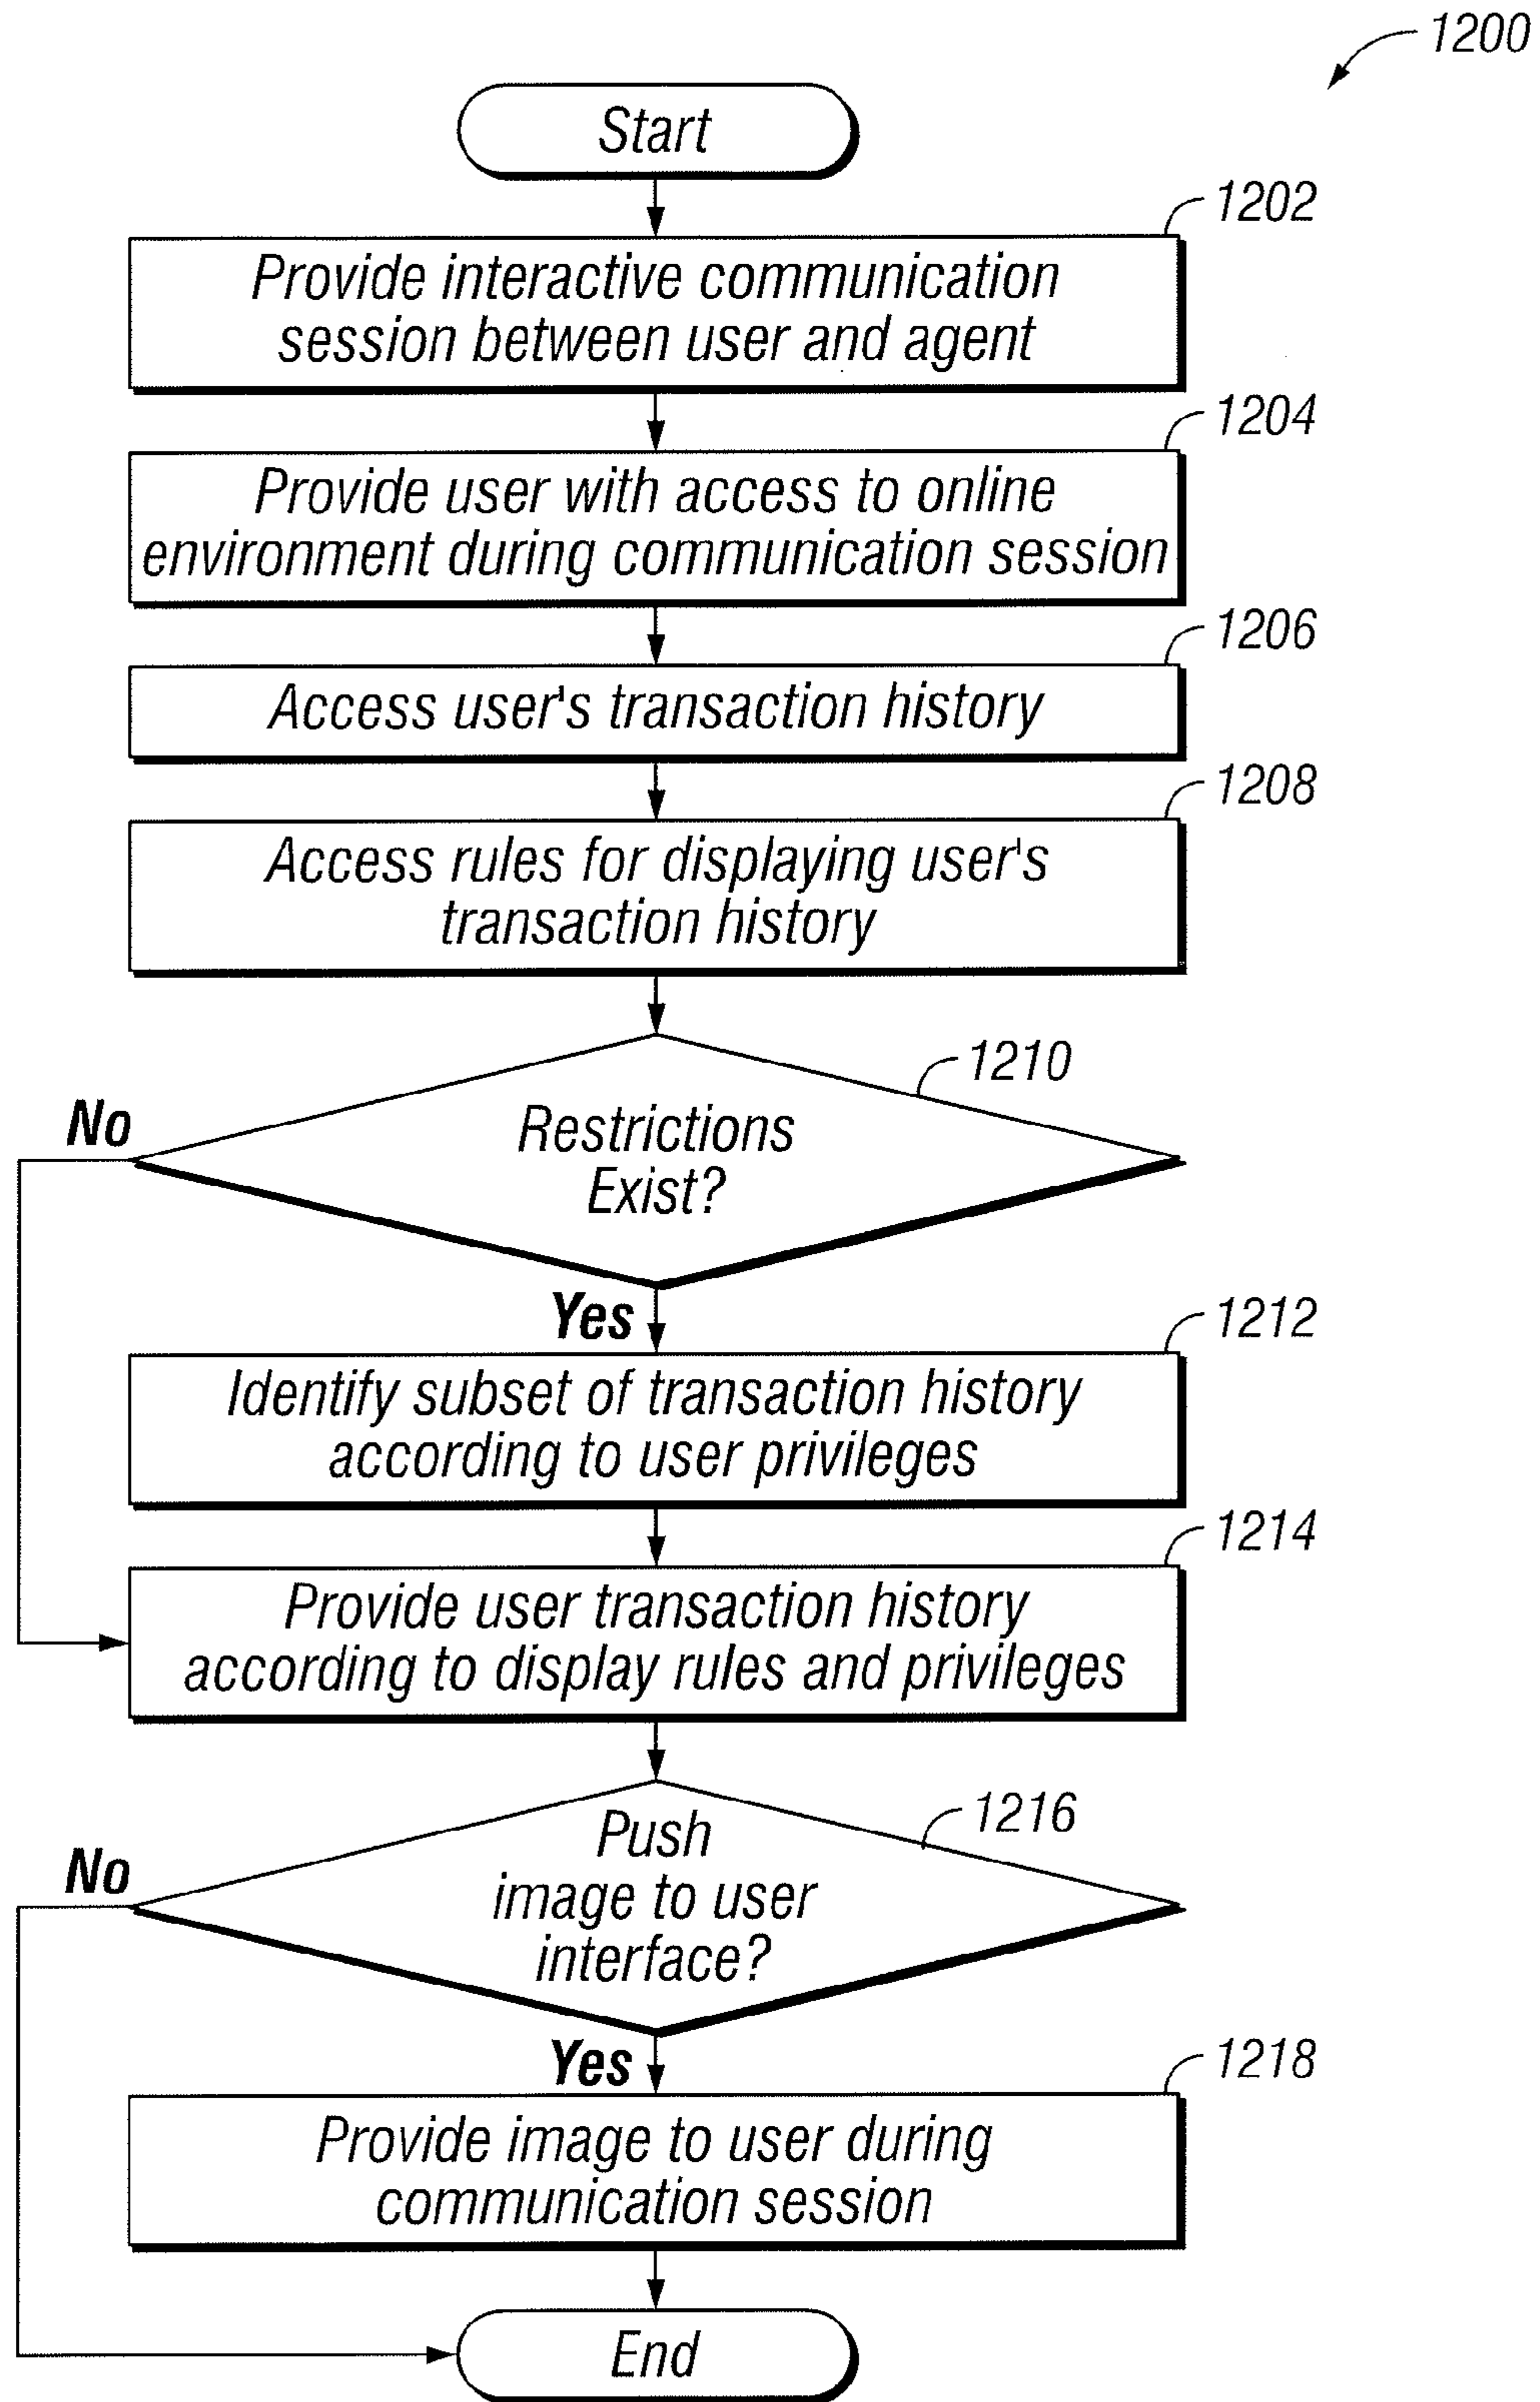 1200
Start
1202
Provide interactive communication
session between user and agent
1204
Provide user with access to online
environment during communication session
1206
Access user's transaction history
1208
Access rules for displaying user's
transaction history
1210
No
Restrictions
Exist?
Yes
1212
Identify subset of transaction history
according to user privileges
1214
Provide user transaction history
according to display rules and privileges
1216
No
Push
image to user
interface?
Yes
1218
Provide image to user during
communication session
End